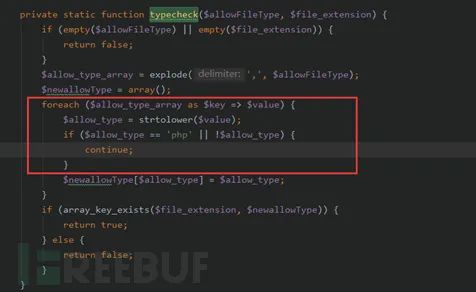 private static function typecheck($allowFileType, $file_extension) {
if (empty($allowFileType) || empty($file_extension)) {
return false;
}
$allow_type_array = explode( delimiter: ',', $allowFileType);
$newallowType = array();
foreach ($allow_type_array as $key => $value) {
$allow_type = strtolower($value);
if ($allow_type == 'php' || !$allow_type) {
continue;
}
$newallowType[$allow_type] = $allow_type;
}
if (array_key_exists($file_extension, $newallowType)) {
return true;
} else {
return false;
}
}
FREEBUF